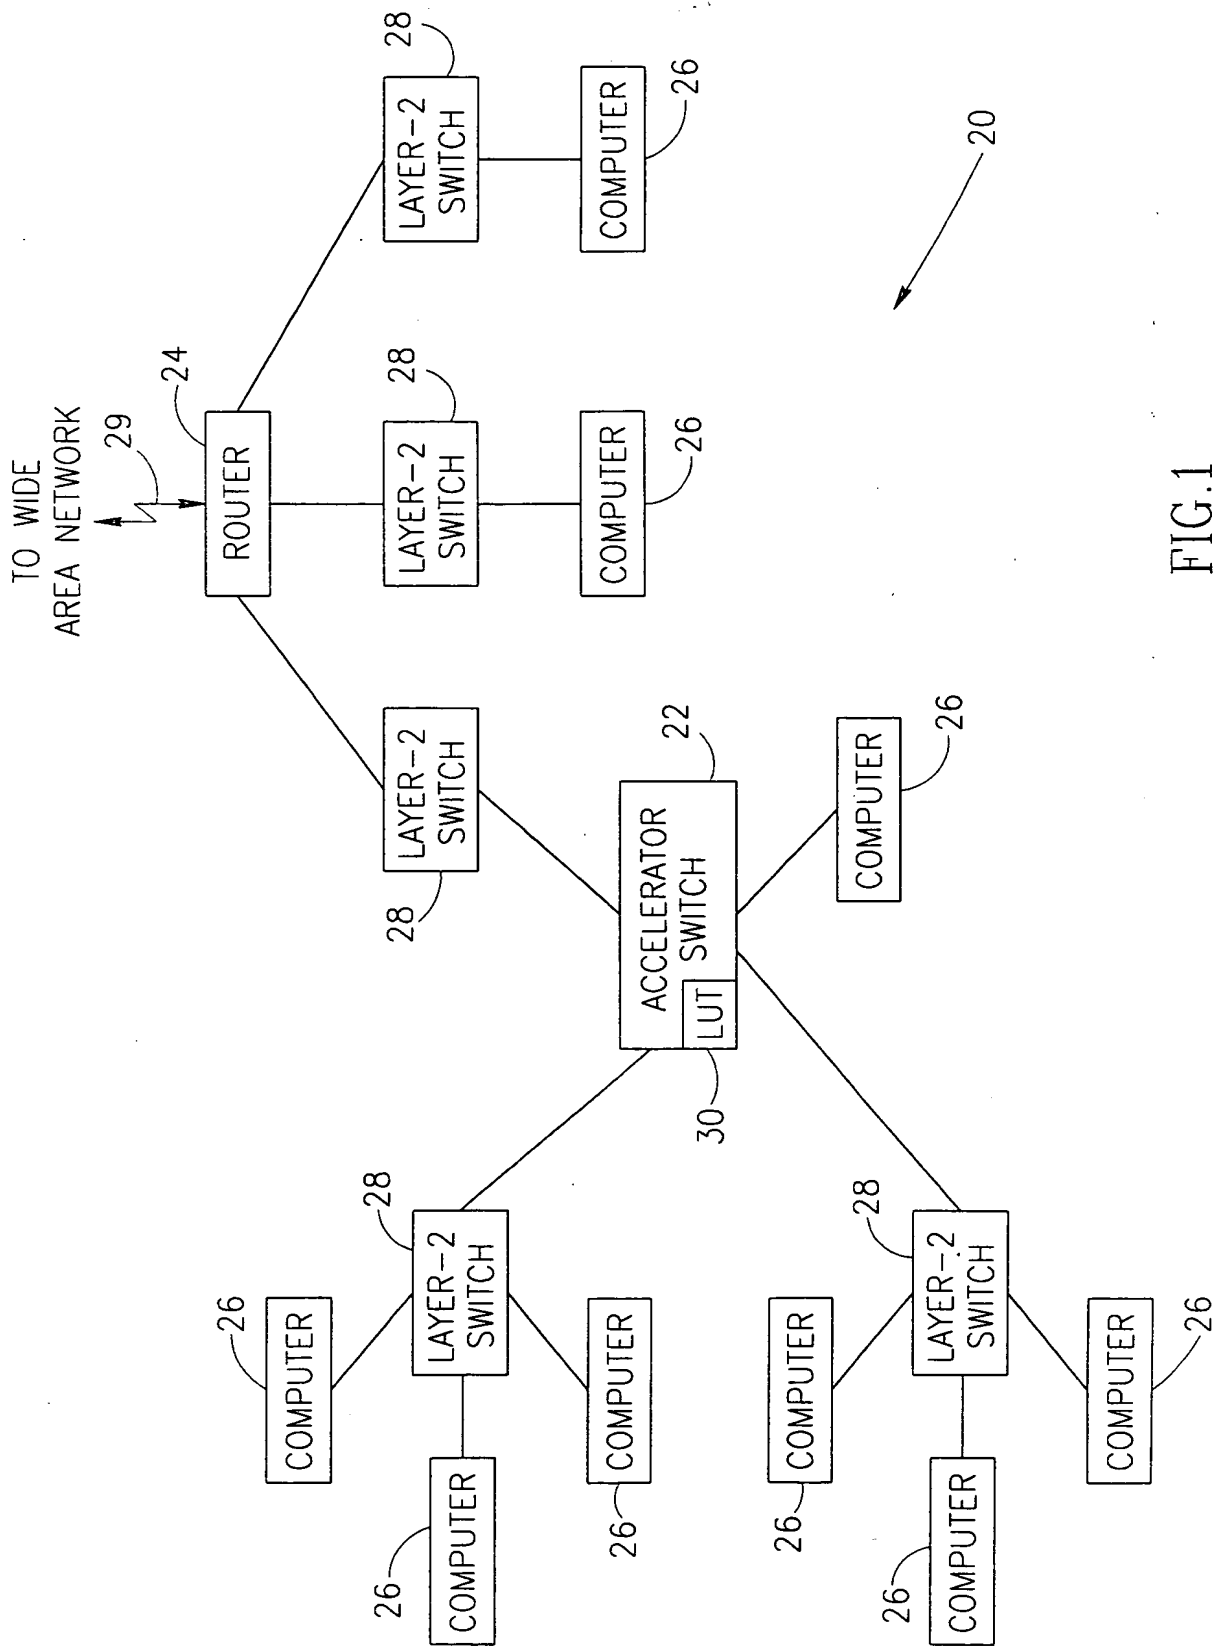 TO WIDE
AREA NETWORK
29
24
ROUTER
28
LAYER-2
SWITCH
28
LAYER-2
SWITCH
28
LAYER-2
SWITCH
COMPUTER
26
COMPUTER
26
22
ACCELERATOR
SWITCH
LUT
30
COMPUTER
26
28
LAYER-2
SWITCH
26
COMPUTER
26
COMPUTER
26
COMPUTER
28
LAYER-2
SWITCH
26
COMPUTER
26
COMPUTER
26
COMPUTER
20
FIG.1